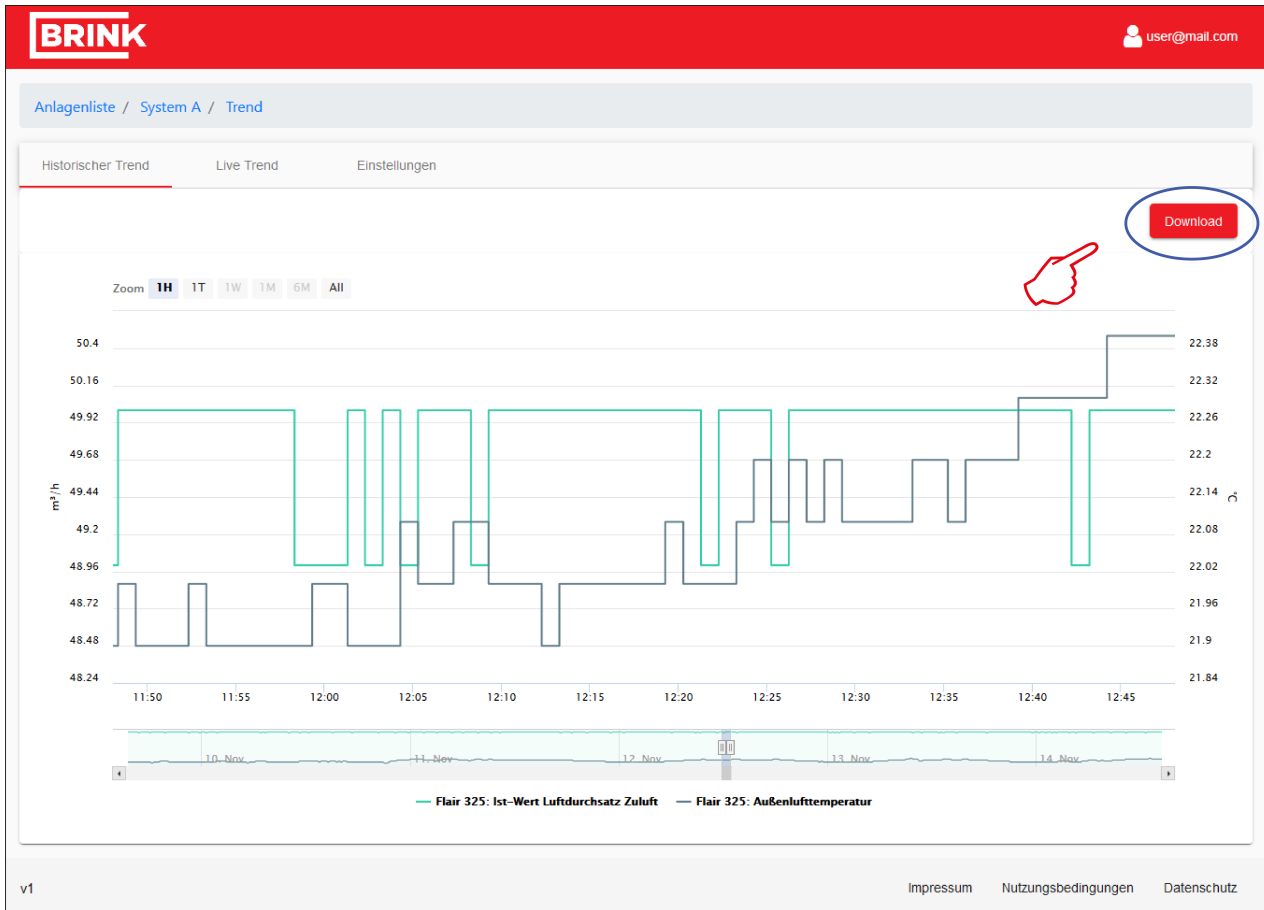 BRINK
user@mail.com
Anlagenliste / System A / Trend
Historischer Trend Live Trend Einstellungen
Download
Zoom 1H 1T 1W 1M 6M All
50.4 22.38
50.16 22.32
49.92 22.26
49.68 22.2
49.44 22.14
m³/h °C
49.2 22.08
48.96 22.02
48.72 21.96
48.48 21.9
48.24 21.84
11:50 11:55 12:00 12:05 12:10 12:15 12:20 12:25 12:30 12:35 12:40 12:45
10. Nov 11. Nov 12. Nov 13. Nov 14. Nov
Flair 325: Ist-Wert Luftdurchsatz Zuluft Flair 325: Außenlufttemperatur
v1 Impressum Nutzungsbedingungen Datenschutz